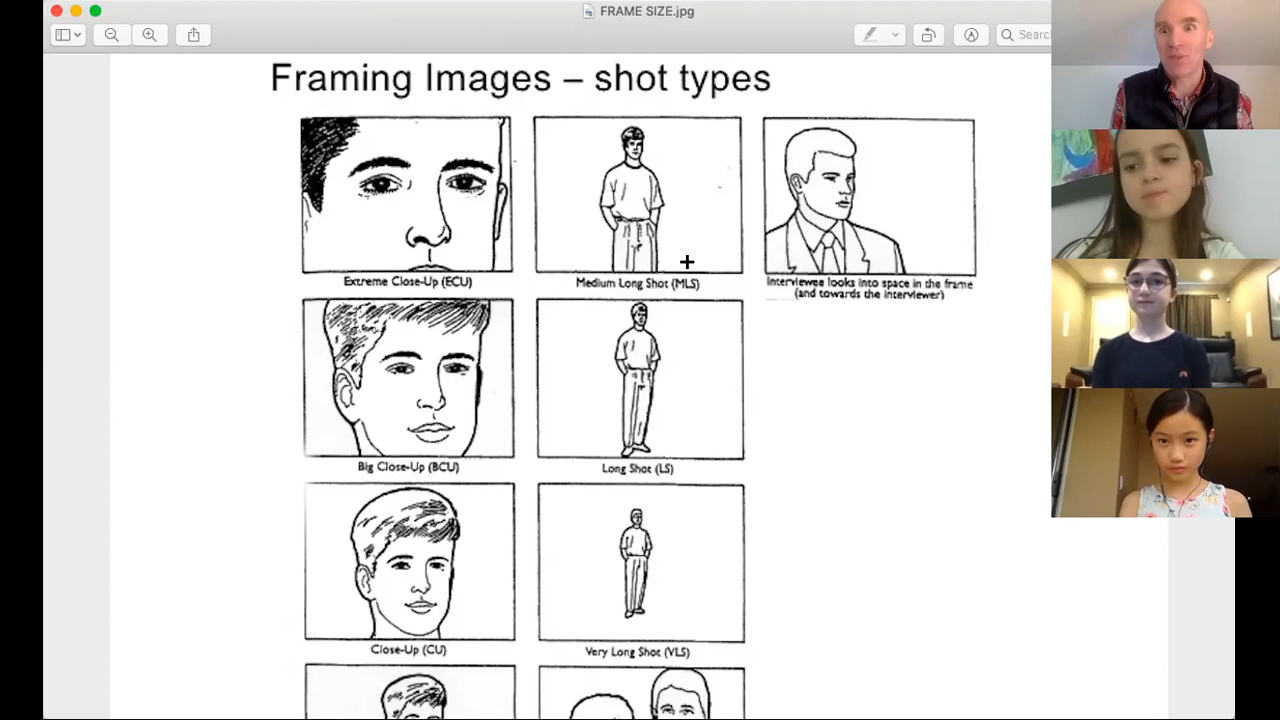 FRAME SIZE.jpg
Search
Framing Images – shot types
Extreme Close-Up (ECU)
Medium Long Shot (MLS)
Interviewee looks into space in the frame
(and towards the interviewer)
Big Close-Up (BCU)
Long Shot (LS)
Close-Up (CU)
Very Long Shot (VLS)